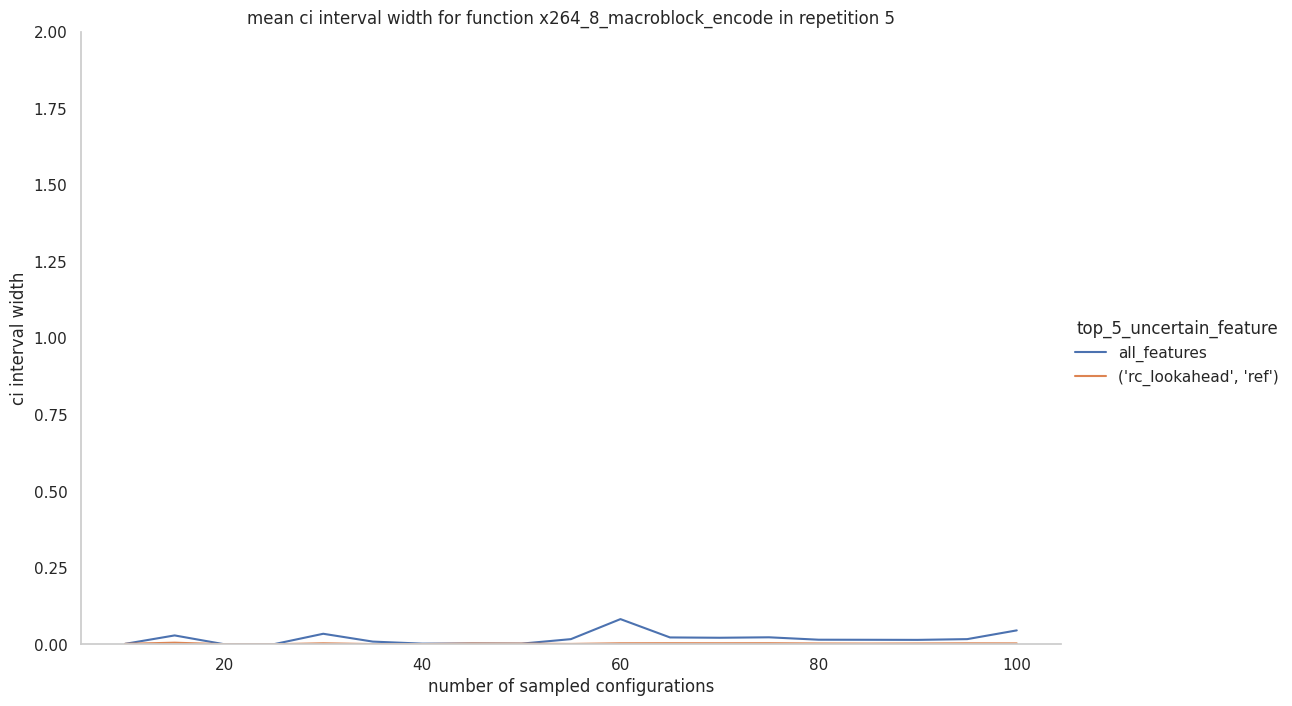 mean ci interval width for function x264_8_macroblock_encode in repetition 5
2.00
1.75
1.50
1.25
1.00
0.75
0.50
0.25
0.00
ci interval width
20
40
60
80
100
number of sampled configurations
top_5_uncertain_feature
all_features
('rc_lookahead', 'ref')